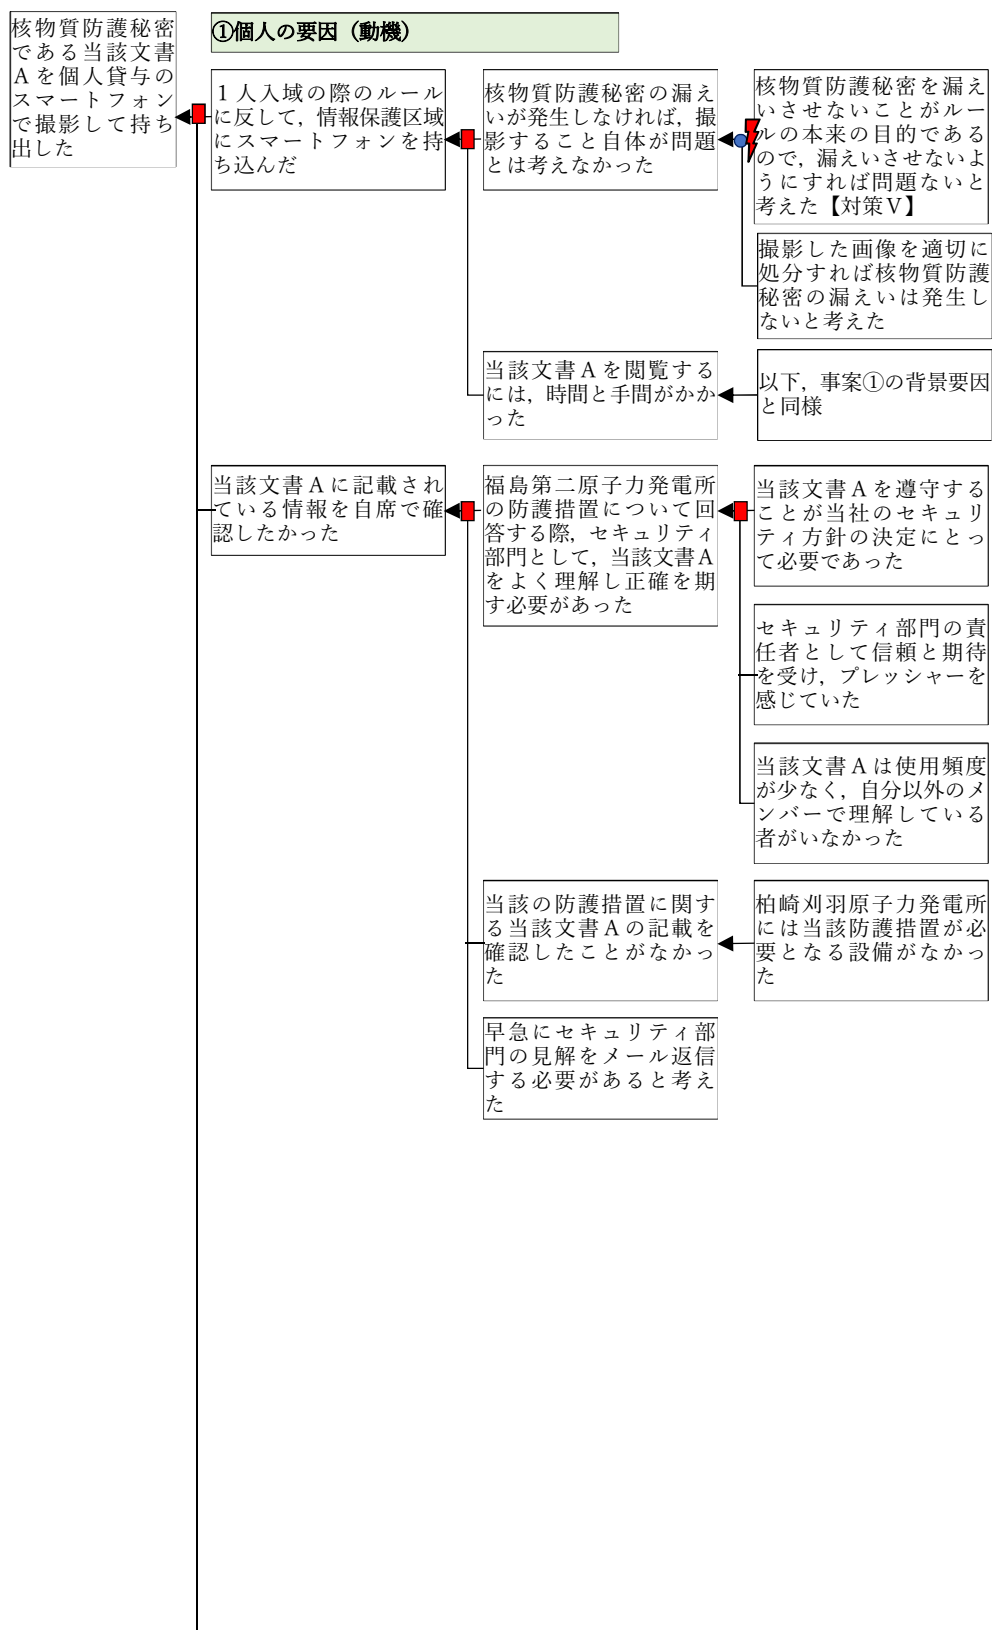 核物質防護秘密
である当該文書
Aを個人貸与の
スマートフォン
で撮影して持ち
出した
①個人の要因（動機）
１人入域の際のルール
に反して，情報保護区域
にスマートフォンを持
ち込んだ
核物質防護秘密の漏え
いが発生しなければ，撮
影すること自体が問題
とは考えなかった
核物質防護秘密を漏え
いさせないことがルー
ルの本来の目的である
ので，漏えいさせないよ
うにすれば問題ないと
考えた【対策Ⅴ】
撮影した画像を適切に
処分すれば核物質防護
秘密の漏えいは発生し
ないと考えた
当該文書Aを閲覧する
には，時間と手間がかか
った
以下，事案①の背景要因
と同様
当該文書Aに記載され
ている情報を自席で確
認したかった
福島第二原子力発電所
の防護措置について回
答する際，セキュリティ
部門として，当該文書A
をよく理解し正確を期
す必要があった
当該文書Aを遵守する
ことが当社のセキュリ
ティ方針の決定にとっ
て必要であった
セキュリティ部門の責
任者として信頼と期待
を受け，プレッシャーを
感じていた
当該文書Aは使用頻度
が少なく，自分以外のメ
ンバーで理解している
者がいなかった
当該の防護措置に関す
る当該文書Aの記載を
確認したことがなかっ
た
柏崎刈羽原子力発電所
には当該防護措置が必
要となる設備がなかっ
た
早急にセキュリティ部
門の見解をメール返信
する必要があると考え
た